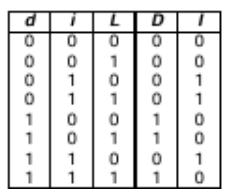 d i L D I
0 0 0 0 0
0 0 1 0 0
0 1 0 0 1
0 1 1 0 1
1 0 0 1 0
1 0 1 1 0
1 1 0 0 1
1 1 1 1 0